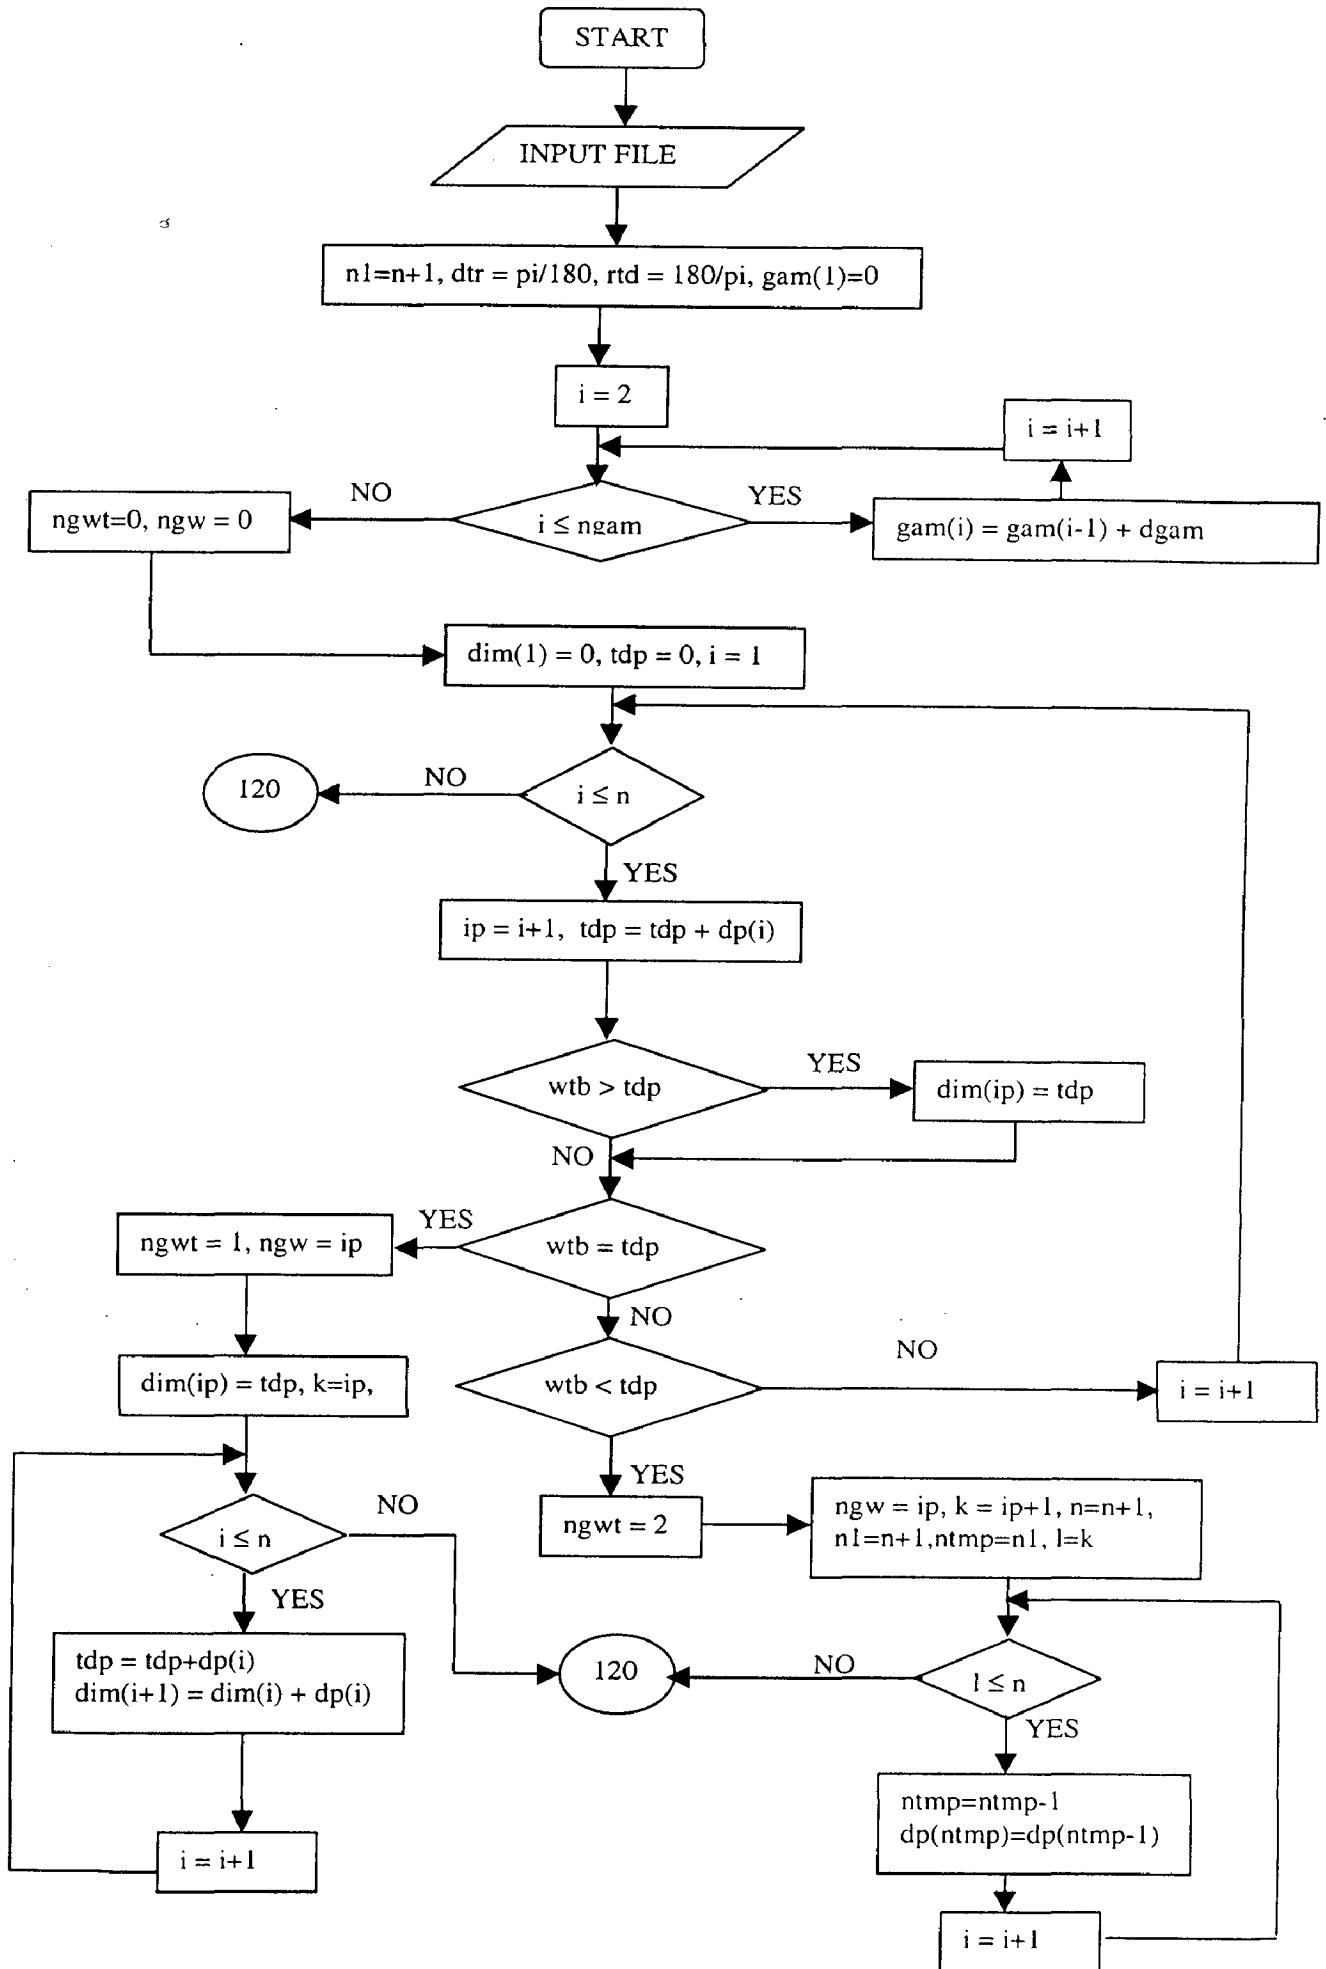 START
INPUT FILE
n1=n+1, dtr = pi/180, rtd = 180/pi, gam(1)=0
i = 2
i = i+1
NO
YES
ngwt=0, ngw = 0
i ≤ ngam
gam(i) = gam(i-1) + dgam
dim(1) = 0, tdp = 0, i = 1
120
NO
i ≤ n
YES
ip = i+1, tdp = tdp + dp(i)
wtb > tdp
YES
dim(ip) = tdp
NO
ngwt = 1, ngw = ip
YES
wtb = tdp
NO
dim(ip) = tdp, k=ip,
wtb < tdp
NO
i = i+1
YES
ngwt = 2
ngw = ip, k = ip+1, n=n+1,
n1=n+1,ntmp=n1, l=k
i ≤ n
NO
YES
tdp = tdp+dp(i)
dim(i+1) = dim(i) + dp(i)
120
NO
l ≤ n
YES
ntmp=ntmp-1
dp(ntmp)=dp(ntmp-1)
i = i+1
i = i+1